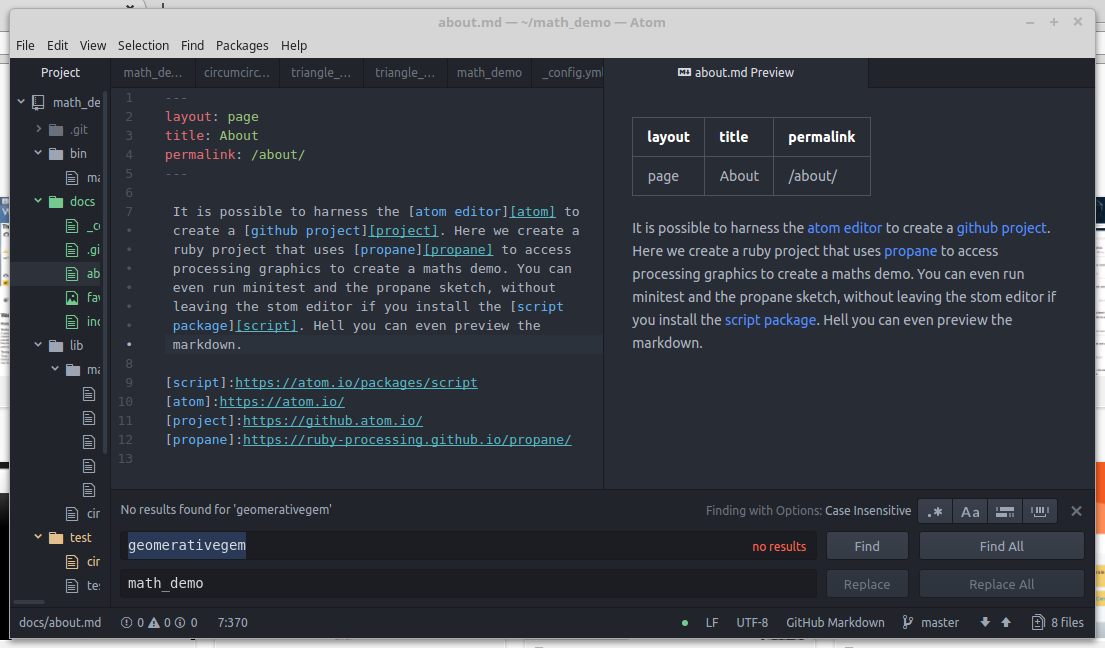 about.md — ~/math_demo — Atom
File Edit View Selection Find Packages Help
Project
math_de
.git
bin
ma
docs
_cc
.gi
ab
fav
ind
lib
ma
cir
test
cir
tes
math_de...
circumcirc...
triangle_...
triangle_...
math_demo
_config.yml
about.md Preview
1 ---
2 layout: page
3 title: About
4 permalink: /about/
5 ---
6
7 It is possible to harness the [atom editor][atom] to
create a [github project][project]. Here we create a
ruby project that uses [propane][propane] to access
processing graphics to create a maths demo. You can
even run minitest and the propane sketch, without
leaving the stom editor if you install the [script
package][script]. Hell you can even preview the
markdown.
8
9 [script]:https://atom.io/packages/script
10 [atom]:https://atom.io/
11 [project]:https://github.atom.io/
12 [propane]:https://ruby-processing.github.io/propane/
13
layout title permalink
page About /about/
It is possible to harness the atom editor to create a github project.
Here we create a ruby project that uses propane to access
processing graphics to create a maths demo. You can even run
minitest and the propane sketch, without leaving the stom editor if
you install the script package. Hell you can even preview the
markdown.
No results found for 'geomerativegem'
Finding with Options: Case Insensitive
.* Aa
geomerativegem no results Find Find All
math_demo Replace Replace All
docs/about.md 0 0 0 7:370 LF UTF-8 GitHub Markdown master 8 files